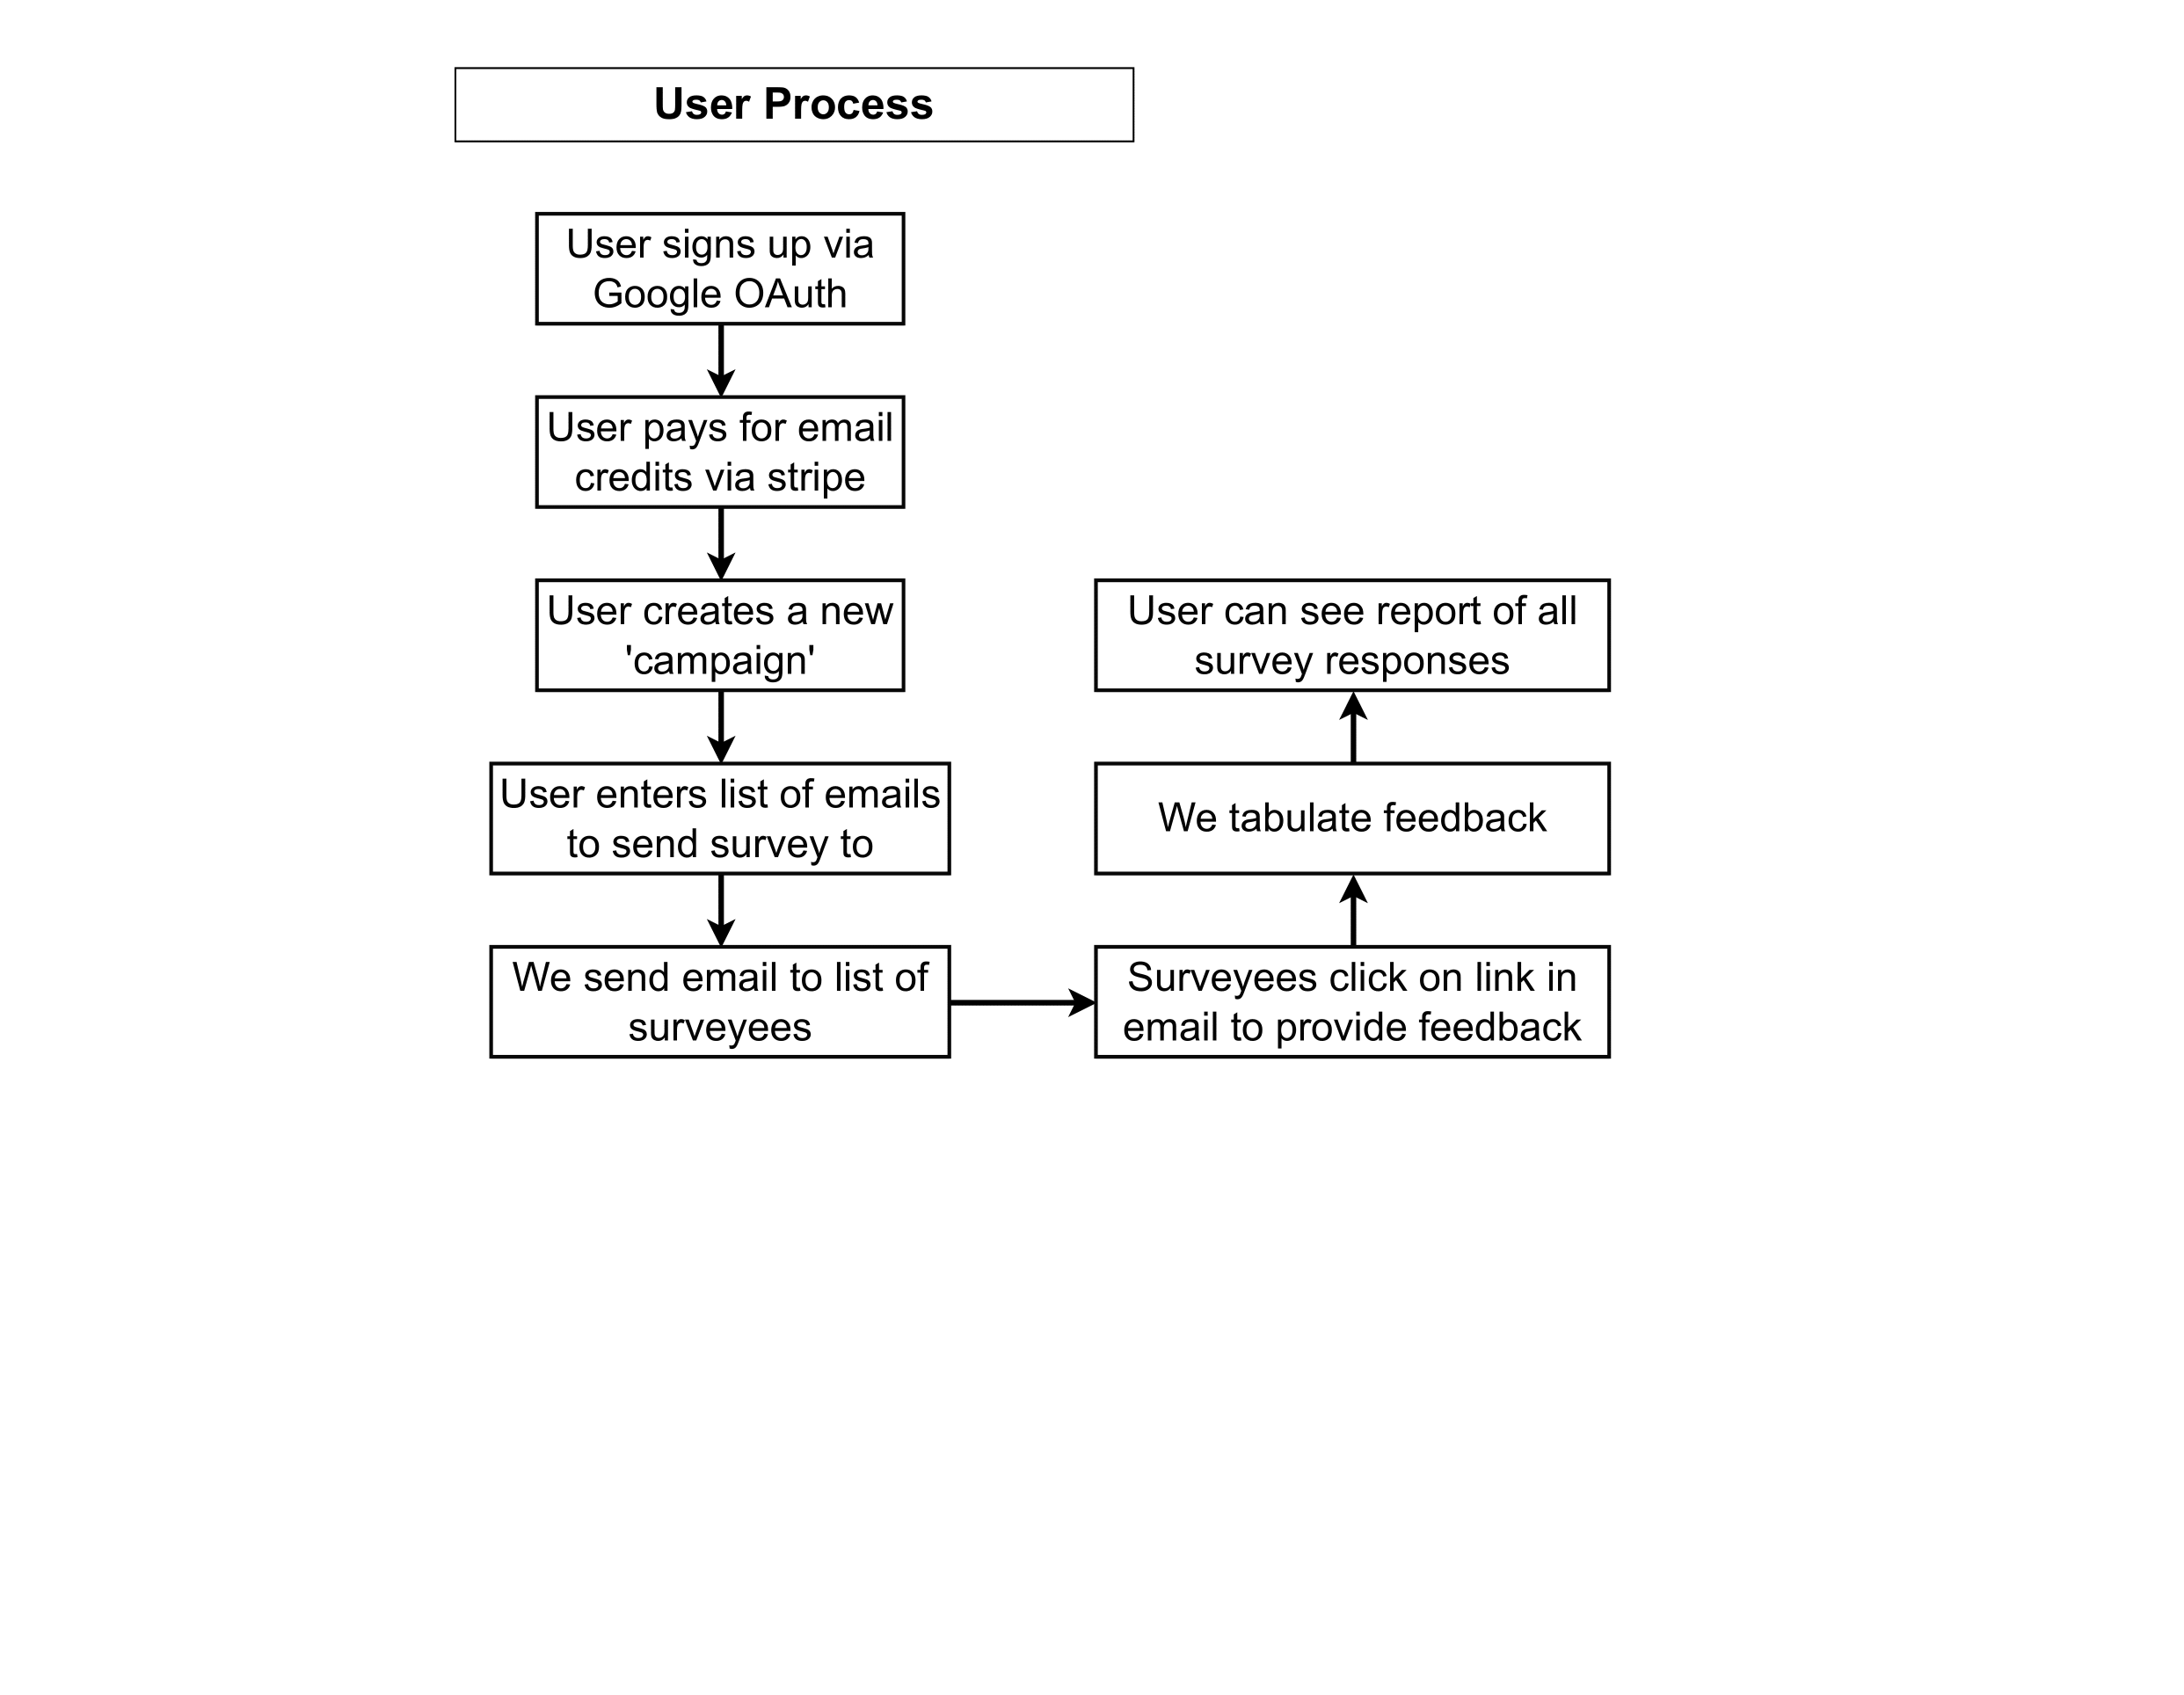 User Process
User signs up via
Google OAuth
User pays for email
credits via stripe
User creates a new
'campaign'
User enters list of emails
to send survey to
We send email to list of
surveyees
Surveyees click on link in
email to provide feedback
We tabulate feedback
User can see report of all
survey responses